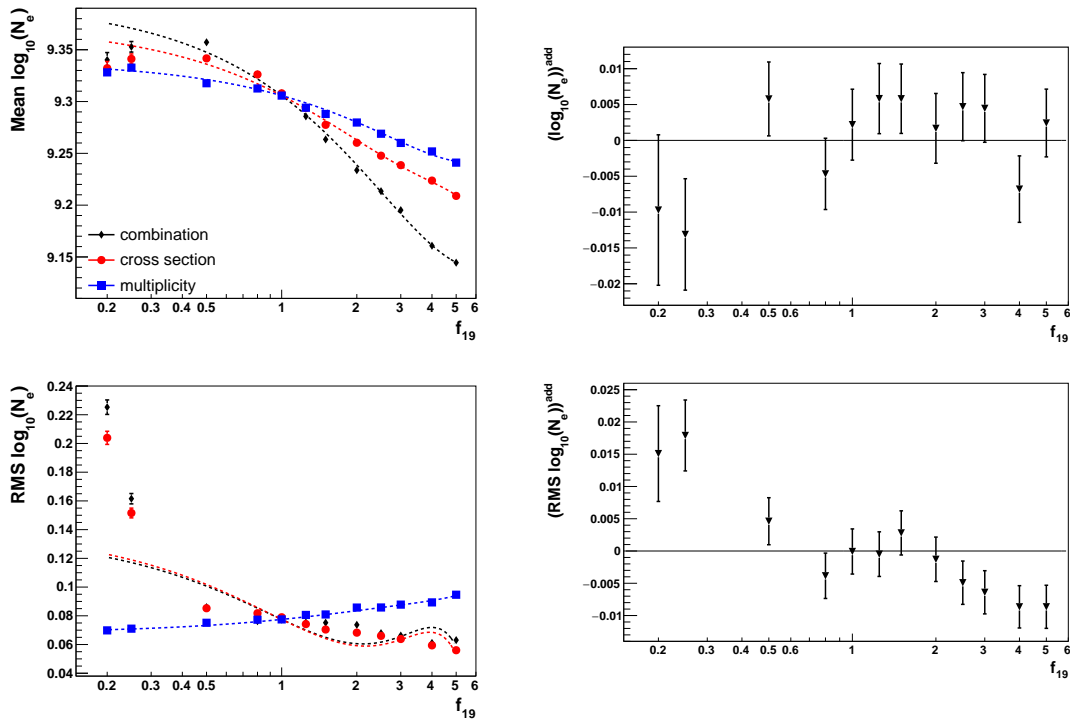 Mean log10(Ne)
9.35
9.3
9.25
9.2
9.15
combination
cross section
multiplicity
0.2 0.3 0.4 0.5 1 2 3 4 5 6
f19
(log10(Ne))add
0.01
0.005
0
−0.005
−0.01
−0.015
−0.02
0.2 0.3 0.4 0.5 0.6 1 2 3 4 5 6
f19
RMS log10(Ne)
0.24
0.22
0.2
0.18
0.16
0.14
0.12
0.1
0.08
0.06
0.04
0.2 0.3 0.4 0.5 1 2 3 4 5 6
f19
(RMS log10(Ne))add
0.025
0.02
0.015
0.01
0.005
0
−0.005
−0.01
0.2 0.3 0.4 0.5 0.6 1 2 3 4 5 6
f19